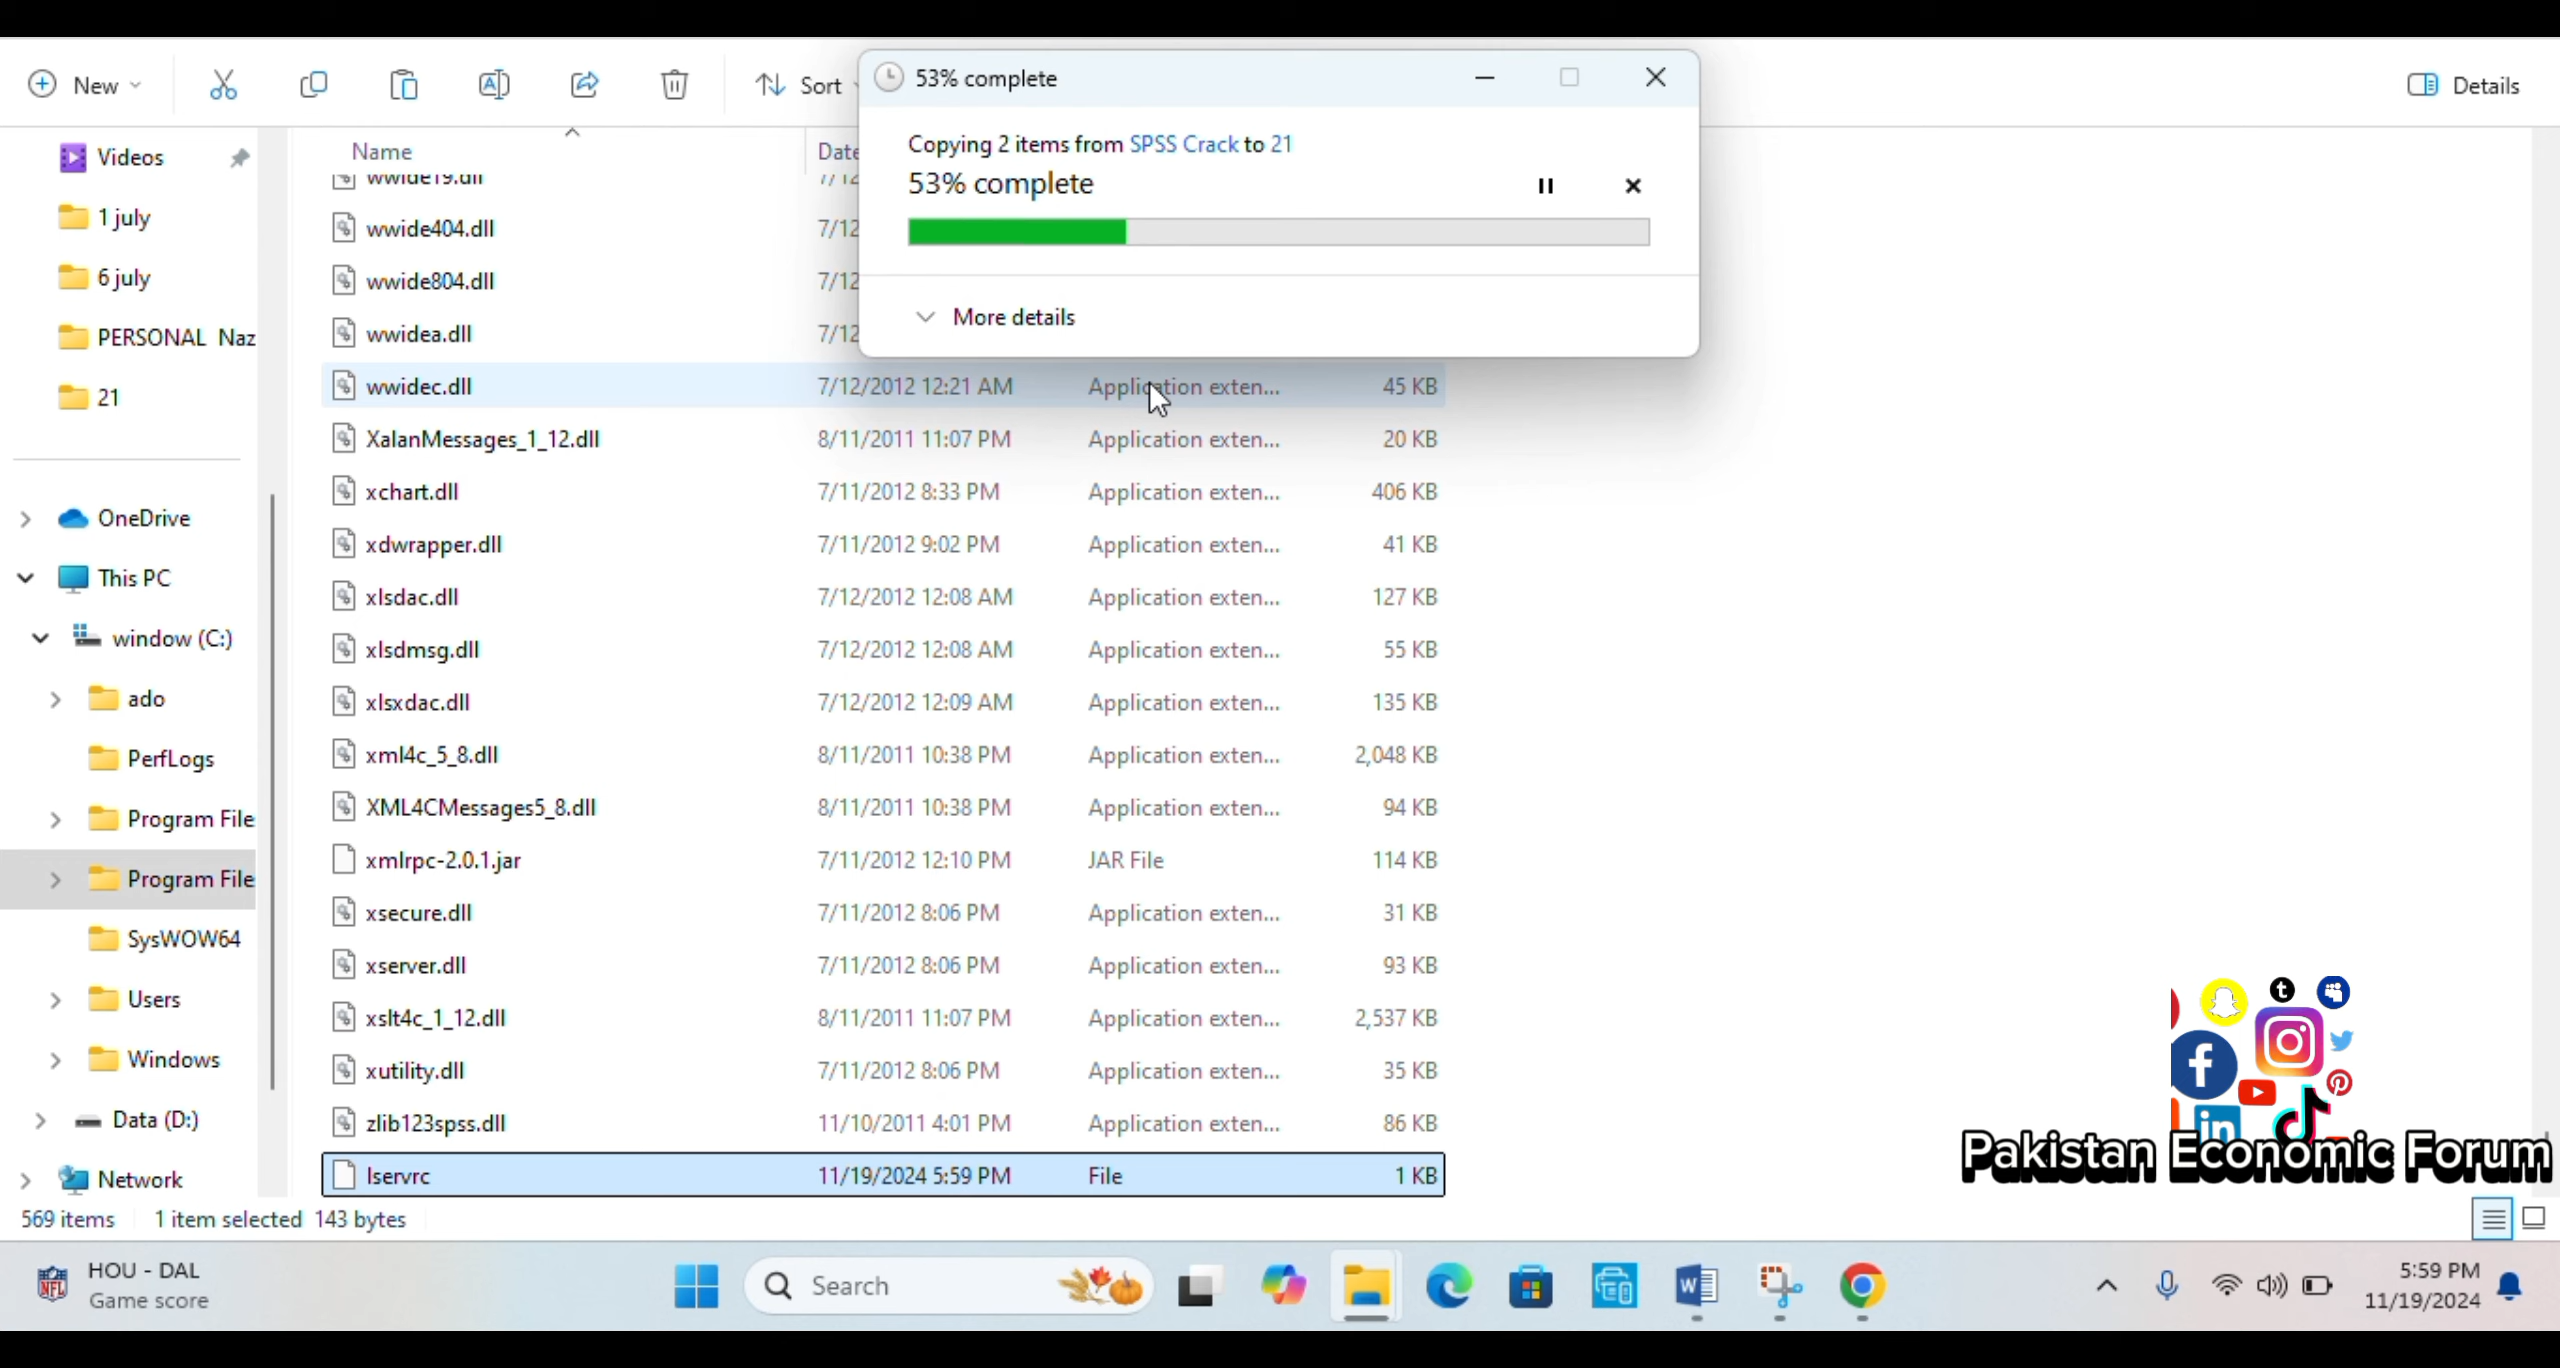 New
Sort
Details
53% complete
Copying 2 items from SPSS Crack to 21
53% complete
More details
Videos
1 july
6 july
PERSONAL Naz
21
OneDrive
This PC
window (C:)
ado
PerfLogs
Program File
Program File
SysWOW64
Users
Windows
Data (D:)
Network
Name Date
wwide19.dll 7/12
wwide404.dll 7/12
wwide804.dll 7/12
wwidea.dll 7/12
wwidec.dll 7/12/2012 12:21 AM Application exten... 45 KB
XalanMessages_1_12.dll 8/11/2011 11:07 PM Application exten... 20 KB
xchart.dll 7/11/2012 8:33 PM Application exten... 406 KB
xdwrapper.dll 7/11/2012 9:02 PM Application exten... 41 KB
xlsdac.dll 7/12/2012 12:08 AM Application exten... 127 KB
xlsdmsg.dll 7/12/2012 12:08 AM Application exten... 55 KB
xlsxdac.dll 7/12/2012 12:09 AM Application exten... 135 KB
xml4c_5_8.dll 8/11/2011 10:38 PM Application exten... 2,048 KB
XML4CMessages5_8.dll 8/11/2011 10:38 PM Application exten... 94 KB
xmlrpc-2.0.1.jar 7/11/2012 12:10 PM JAR File 114 KB
xsecure.dll 7/11/2012 8:06 PM Application exten... 31 KB
xserver.dll 7/11/2012 8:06 PM Application exten... 93 KB
xslt4c_1_12.dll 8/11/2011 11:07 PM Application exten... 2,537 KB
xutility.dll 7/11/2012 8:06 PM Application exten... 35 KB
zlib123spss.dll 11/10/2011 4:01 PM Application exten... 86 KB
lservrc 11/19/2024 5:59 PM File 1 KB
Pakistan Economic Forum
569 items 1 item selected 143 bytes
HOU - DAL
Game score
Search
5:59 PM
11/19/2024